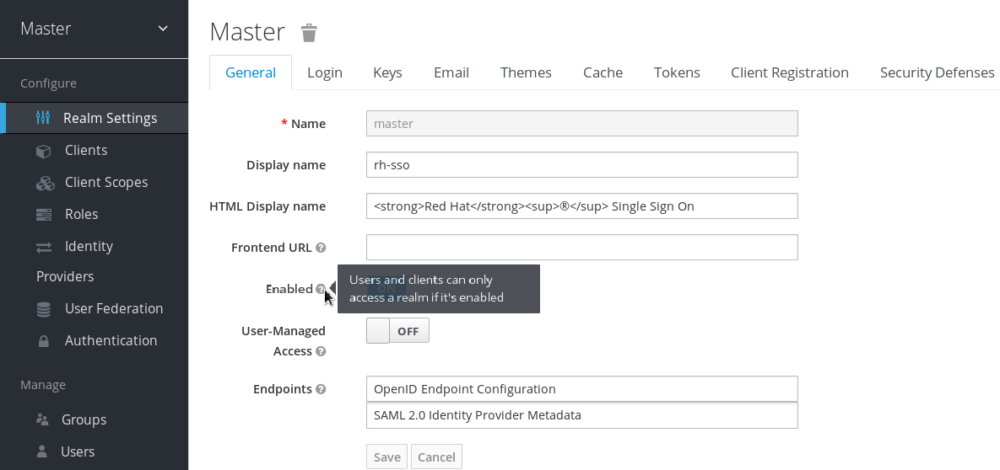 Master
Configure
Realm Settings
Clients
Client Scopes
Roles
Identity
Providers
User Federation
Authentication
Manage
Groups
Users
Master
General Login Keys Email Themes Cache Tokens Client Registration Security Defenses
* Name master
Display name rh-sso
HTML Display name <strong>Red Hat</strong><sup>®</sup> Single Sign On
Frontend URL ?
Enabled ? ON
Users and clients can only
access a realm if it's enabled
User-Managed
Access ? OFF
Endpoints ? OpenID Endpoint Configuration
SAML 2.0 Identity Provider Metadata
Save Cancel